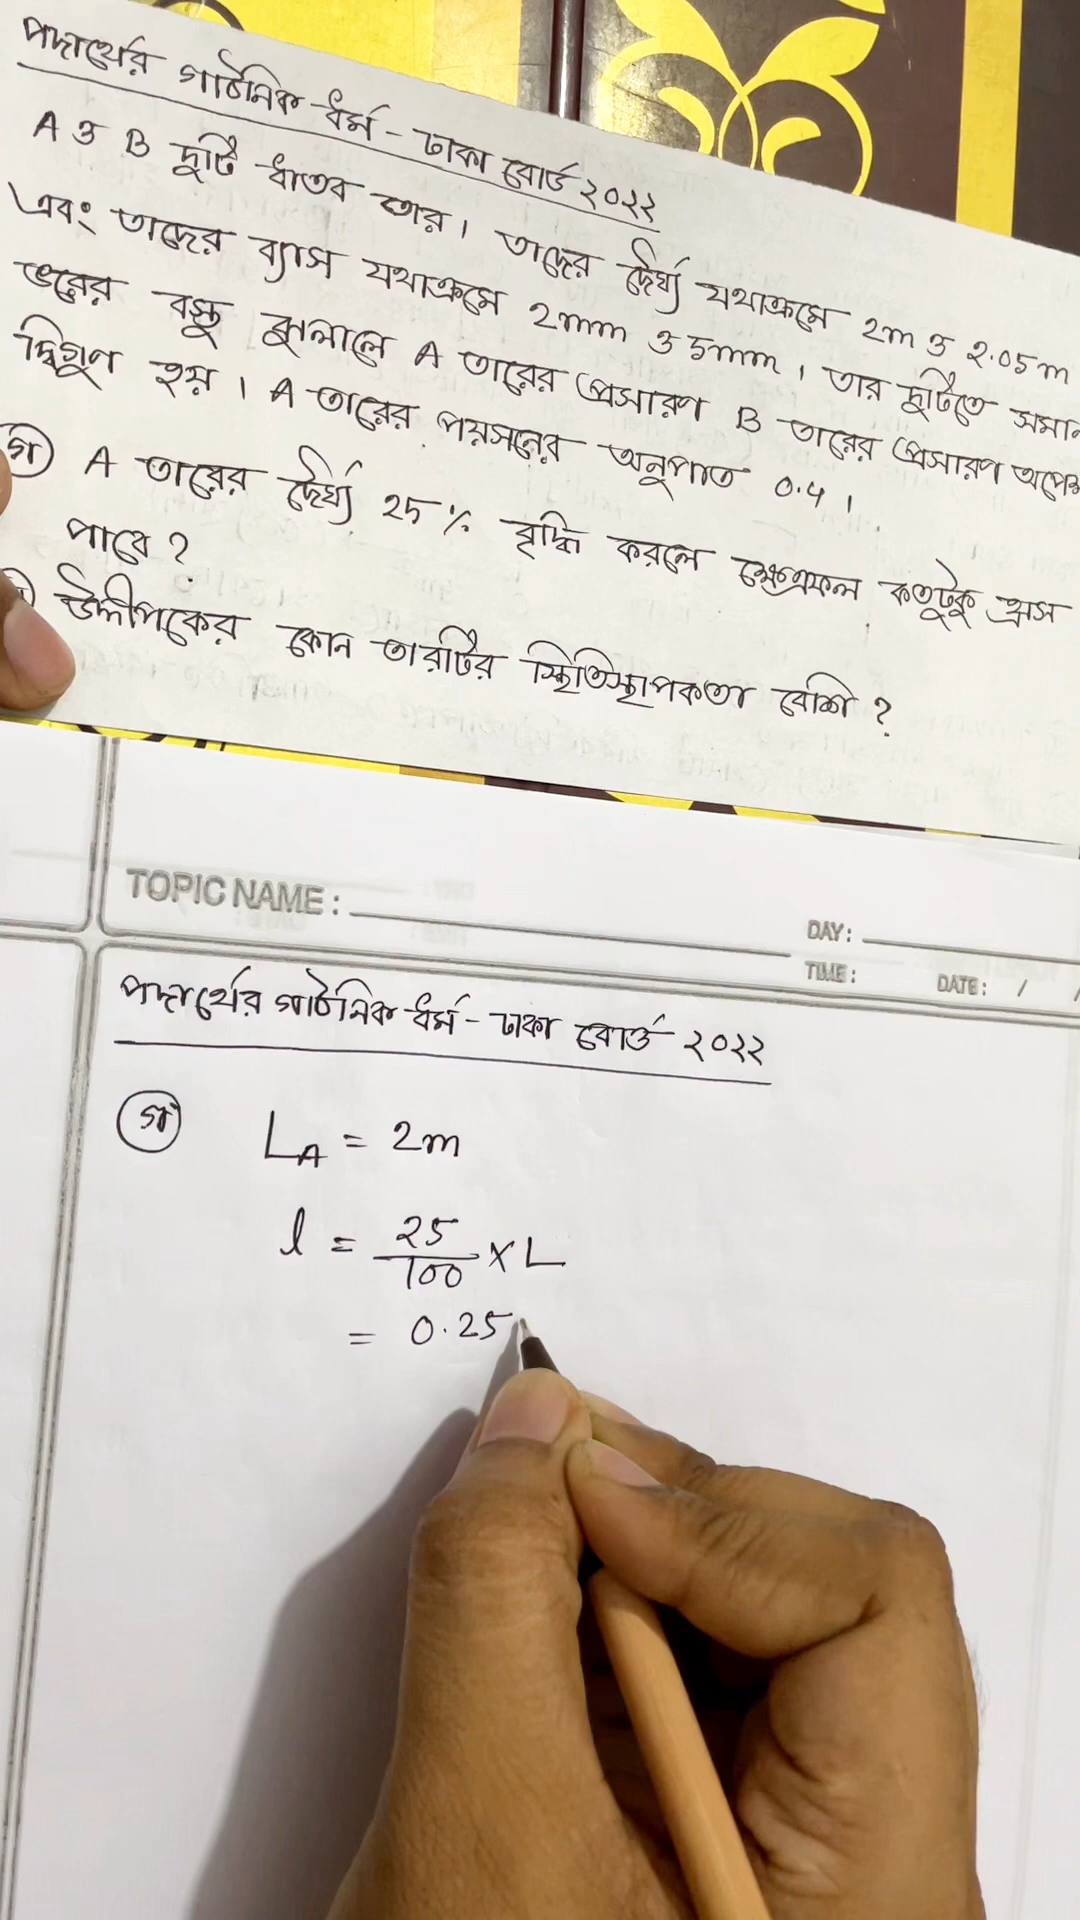 পদার্থের গাঠনিক ধর্ম - ঢাকা বোর্ড ২০২২
A ও B দুটি ধাতব তার। তাদের দৈর্ঘ্য যথাক্রমে 2m ও 2.05m
এবং তাদের ব্যাস যথাক্রমে 2mm ও 5mm, তার দুটিতে সমান
ভরের বস্তু ঝুলালে A তারের প্রসারণ B তারের প্রসারণ
দ্বিগুণ হয়। A তারের পয়সনের অনুপাত 0.4।
গ A তারের দৈর্ঘ্য 25% বৃদ্ধি করলে ক্ষেত্রফল কতটুকু হ্রাস
পাবে?
উদ্দীপকের কোন তারটির স্থিতিস্থাপকতা বেশি?
TOPIC NAME :
DAY :
TIME :
DATE : / /
পদার্থের গাঠনিক ধর্ম - ঢাকা বোর্ড ২০২২
গ L_A = 2m
l = 25/100 × L
= 0.25